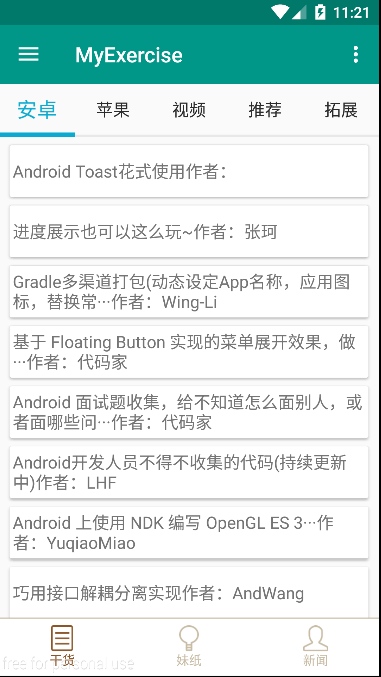 11:21
MyExercise
安卓 苹果 视频 推荐 拓展
Android Toast花式使用作者：
进度展示也可以这么玩~作者：张珂
Gradle多渠道打包(动态设定App名称，应用图
标，替换常…作者：Wing-Li
基于 Floating Button 实现的菜单展开效果，做
…作者：代码家
Android 面试题收集，给不知道怎么面别人，或
者面哪些问…作者：代码家
Android开发人员不得不收集的代码(持续更新
中)作者：LHF
Android 上使用 NDK 编写 OpenGL ES 3…作
者：YuqiaoMiao
巧用接口解耦分离实现作者：AndWang
干货 妹纸 新闻
free for personal use